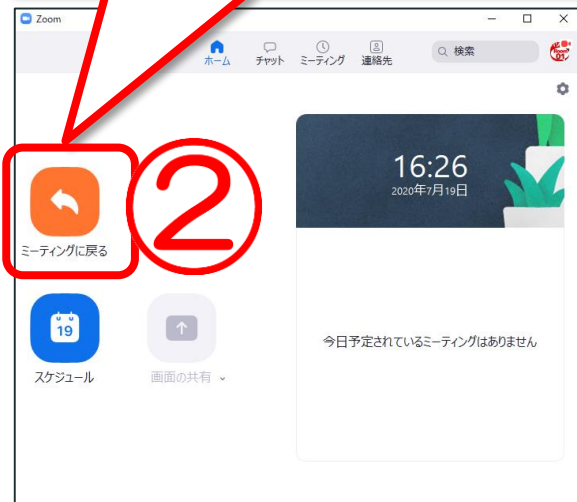 Zoom
ホーム チャット ミーティング 連絡先 検索
16:26
2020年7月19日
②
ミーティングに戻る
19
スケジュール 画面の共有
今日予定されているミーティングはありません